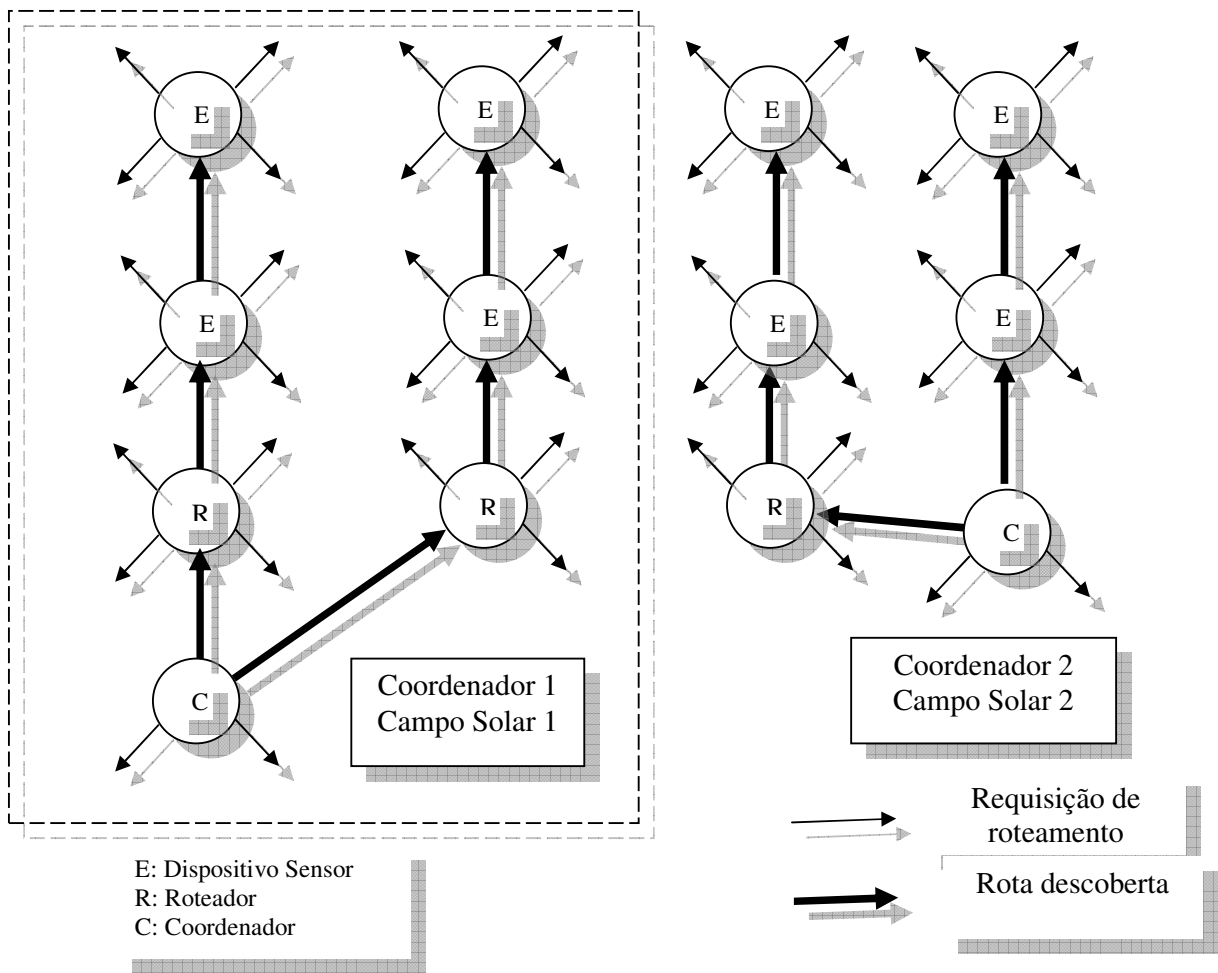 E
E
E
E
E
E
E
E
R
R
R
C
C
Coordenador 1
Campo Solar 1
Coordenador 2
Campo Solar 2
Requisição de
roteamento
Rota descoberta
E: Dispositivo Sensor
R: Roteador
C: Coordenador